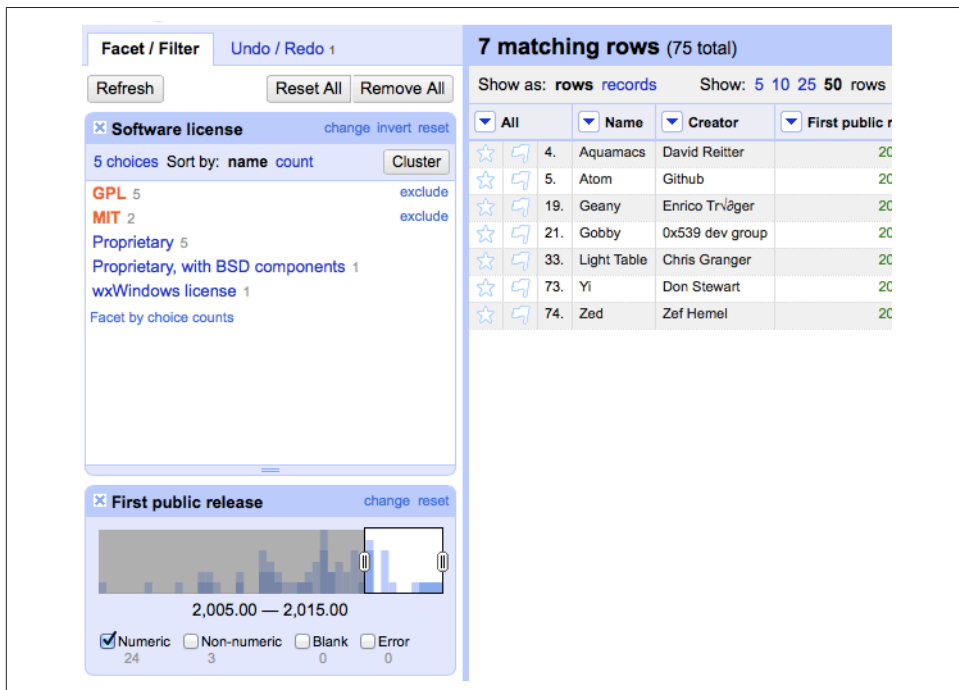 Facet / Filter Undo / Redo 1
Refresh Reset All Remove All
Software license change invert reset
5 choices Sort by: name count Cluster
GPL 5 exclude
MIT 2 exclude
Proprietary 5
Proprietary, with BSD components 1
wxWindows license 1
Facet by choice counts
First public release change reset
2,005.00 — 2,015.00
Numeric Non-numeric Blank Error
24 3 0 0
7 matching rows (75 total)
Show as: rows records Show: 5 10 25 50 rows
All Name Creator First public r
4. Aquamacs David Reitter 20
5. Atom Github 20
19. Geany Enrico Tr√∂ger 20
21. Gobby 0x539 dev group 20
33. Light Table Chris Granger 20
73. Yi Don Stewart 20
74. Zed Zef Hemel 20